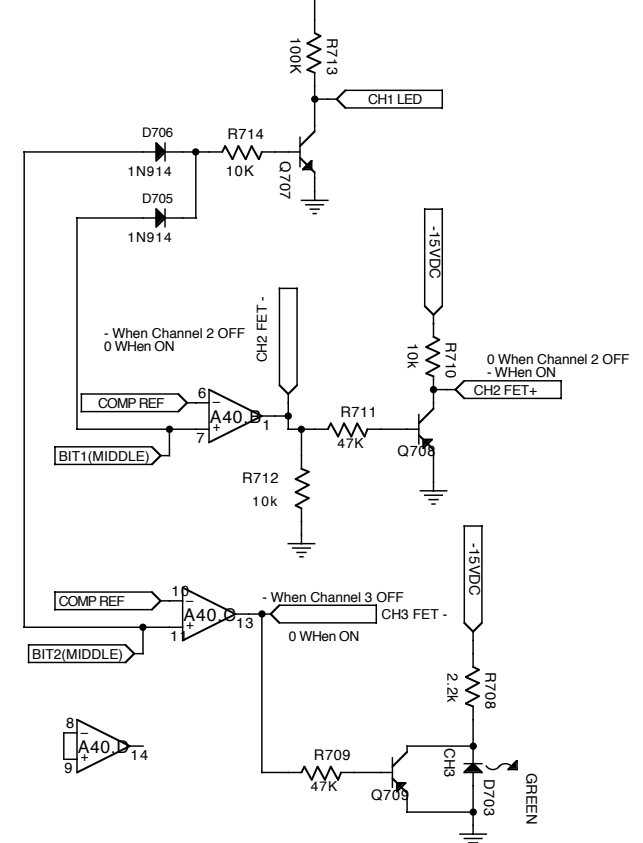 R713
100K
CH1 LED
D706
1N914
R714
10K
Q707
D705
1N914
-15VDC
- When Channel 2 OFF
0 WHen ON
CH2 FET -
R710
10k
0 When Channel 2 OFF
- WHen ON
CH2 FET+
COMP REF
6
−
A40.B
1
+
7
R711
47K
Q708
BIT1(MIDDLE)
R712
10k
-15VDC
COMP REF
10
−
A40.C
13
+
11
- When Channel 3 OFF
CH3 FET -
0 WHen ON
BIT2(MIDDLE)
R708
2.2k
8
−
A40.D
14
+
9
R709
47K
Q709
CH3
D703
GREEN